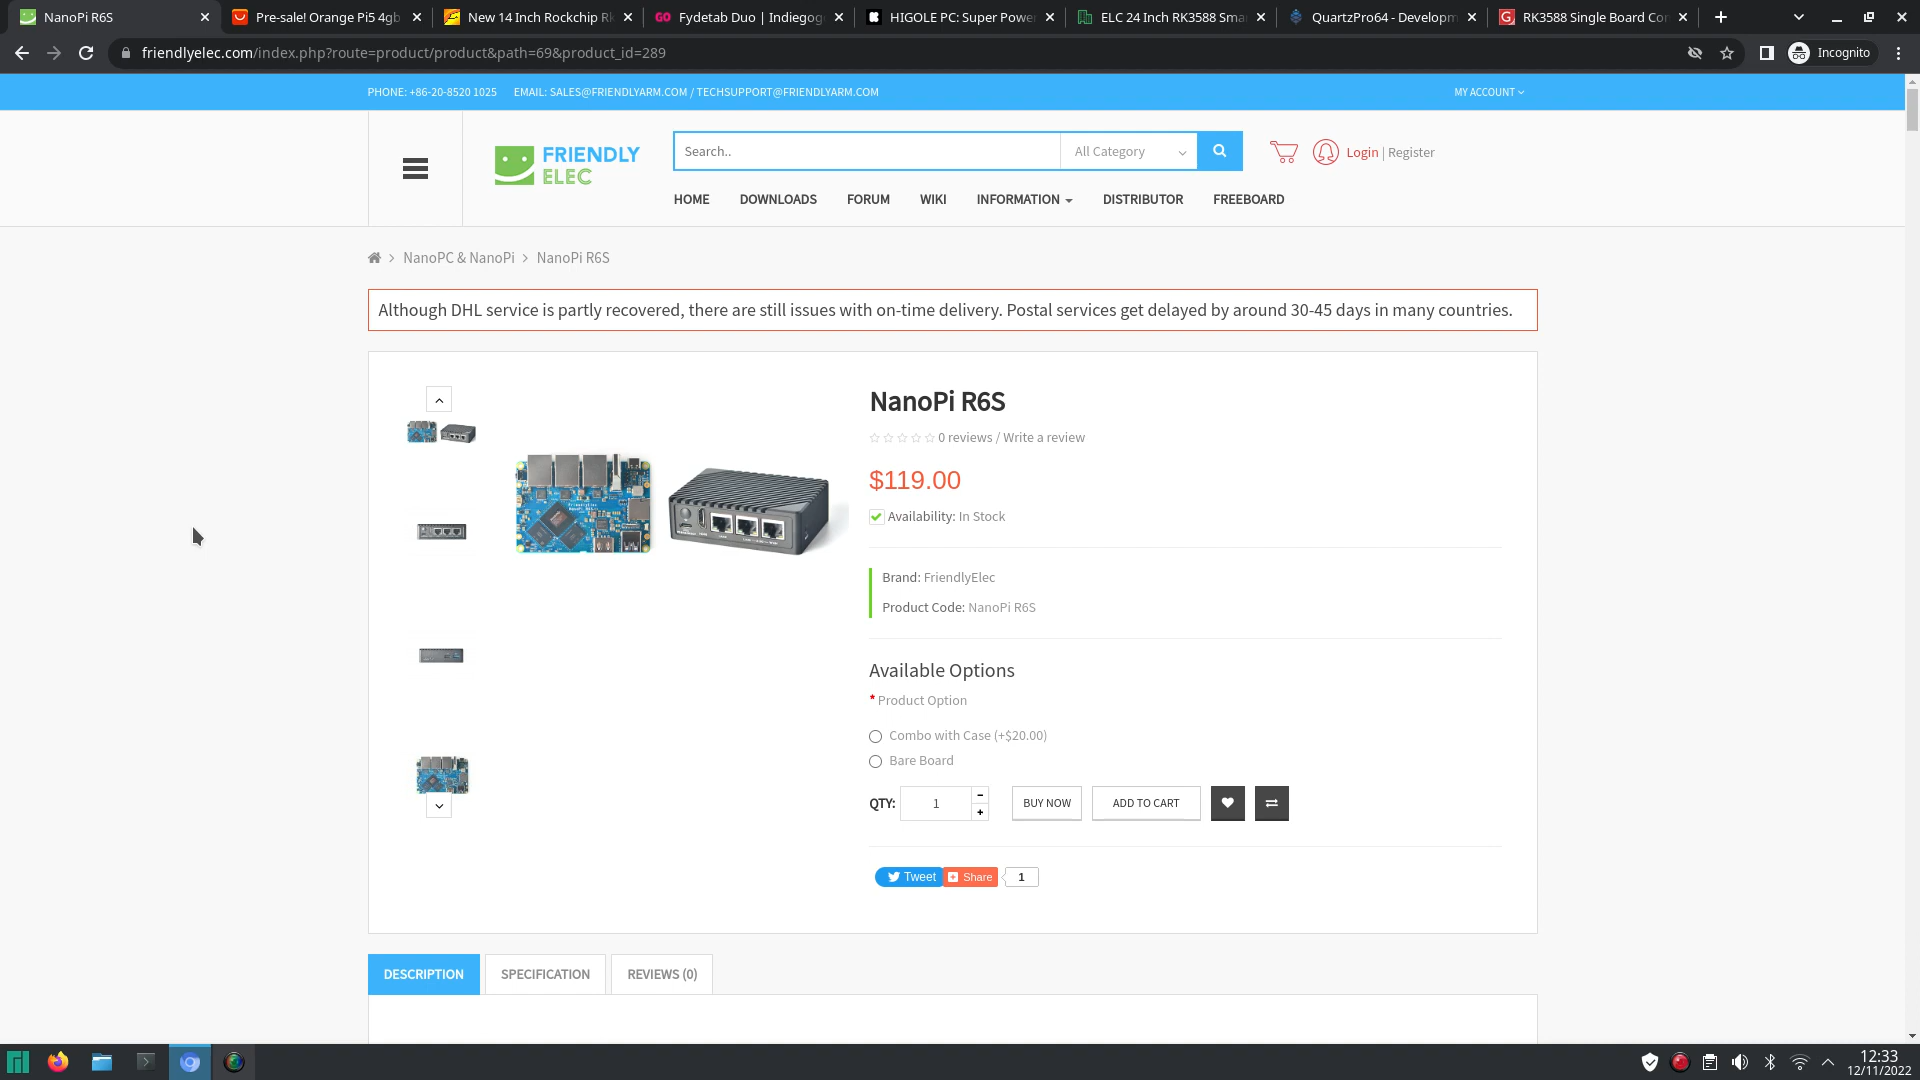 NanoPi R6S
Pre-sale! Orange Pi5 4gb
New 14 Inch Rockchip RK
Fydetab Duo | Indiegogo
HIGOLE PC: Super Power
ELC 24 Inch RK3588 Smar
QuartzPro64 - Developm
RK3588 Single Board Com
friendlyelec.com/index.php?route=product/product&path=69&product_id=289
Incognito
PHONE: +86-20-8520 1025
EMAIL: SALES@FRIENDLYARM.COM / TECHSUPPORT@FRIENDLYARM.COM
MY ACCOUNT
FRIENDLY
ELEC
Search..
All Category
Login | Register
HOME
DOWNLOADS
FORUM
WIKI
INFORMATION
DISTRIBUTOR
FREEBOARD
NanoPC & NanoPi
NanoPi R6S
Although DHL service is partly recovered, there are still issues with on-time delivery. Postal services get delayed by around 30-45 days in many countries.
NanoPi R6S
0 reviews / Write a review
$119.00
Availability: In Stock
Brand: FriendlyElec
Product Code: NanoPi R6S
Available Options
* Product Option
Combo with Case (+$20.00)
Bare Board
QTY:
1
-
+
BUY NOW
ADD TO CART
Tweet
Share
1
DESCRIPTION
SPECIFICATION
REVIEWS (0)
12:33
12/11/2022